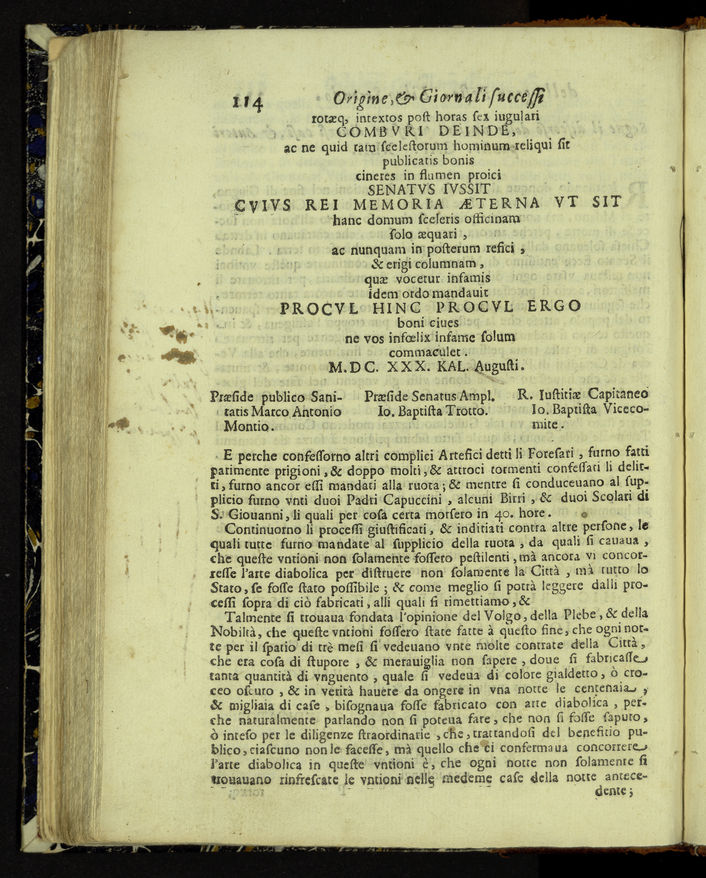 114 Origine, & Giornali successi
rotæq; intextos post horas sex iugulari
COMBVRI DEINDE,
ac ne quid tam scelestorum hominum reliqui sit
publicatis bonis
cineres in flumen proici
SENATVS IVSSIT
CVIVS REI MEMORIA ÆTERNA VT SIT
hanc domum sceleris officinam
solo æquari,
ac nunquam in posterum refici,
& erigi columnam,
quæ vocetur infamis
idem ordo mandauit
PROCVL HINC PROCVL ERGO
boni ciues
ne vos infœlix infame solum
commaculet.
M.DC. XXX. KAL. Augusti.
Præside publico Sani-
tatis Marco Antonio
Montio.
Præside Senatus Ampl.
Io. Baptista Trotto.
R. Iustitiæ Capitaneo
Io. Baptista Viceco-
mite.
E perche confessorno altri complici Artefici detti li Foresari, furno fatti
parimente prigioni, & doppo molti, & attroci tormenti confessati li delit-
ti, furno ancor essi mandati alla ruota; & mentre si conduceuano al sup-
plicio furno vnti duoi Padri Capuccini, alcuni Birri, & duoi Scolari di
S. Giouanni, li quali per cosa certa morsero in 40. hore.
Continuorno li processi giustificati, & inditiati contra altre persone, le
quali tutte furno mandate al supplicio della ruota, da quali si cauaua,
che queste vntioni non solamente fossero pestilenti, mà ancora vi concor-
resse l'arte diabolica per distruere non solamente la Città, mà tutto lo
Stato, se fosse stato possibile; & come meglio si potrà leggere dalli pro-
cessi sopra di ciò fabricati, alli quali si rimettiamo, &
Talmente si trouaua fondata l'opinione del Volgo, della Plebe, & della
Nobiltà, che queste vntioni fossero state fatte à questo fine, che ogni not-
te per il spatio di trè mesi si vedeuano vnte molte contrate della Città,
che era cosa di stupore, & merauiglia non sapere, doue si fabricasse
tanta quantità di vnguento, quale si vedeua di colore gialdetto, ò cro-
ceo oscuro, & in verità hauere da ongere in vna notte le centenaia,
& migliaia di case, bisognaua fosse fabricato con arte diabolica, per-
che naturalmente parlando non si poteua fare, che non si fosse saputo,
ò inteso per le diligenze straordinarie, che, trattandosi del beneficio pu-
blico, ciascuno non le facesse, mà quello che ci confermaua concorrere
l'arte diabolica in queste vntioni è, che ogni notte non solamente si
trouauano rinfrescate le vntioni nelle medeme case della notte antece-
dente;